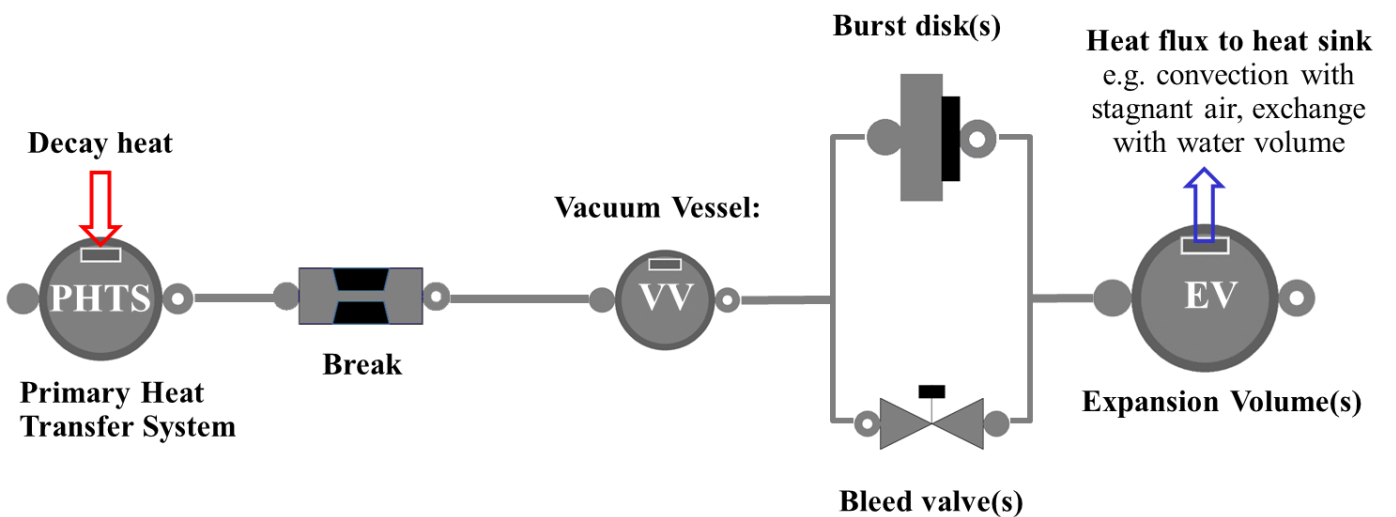 Burst disk(s)
Heat flux to heat sink
e.g. convection with
stagnant air, exchange
with water volume
Decay heat
Vacuum Vessel:
PHTS
VV
EV
Break
Primary Heat
Transfer System
Expansion Volume(s)
Bleed valve(s)